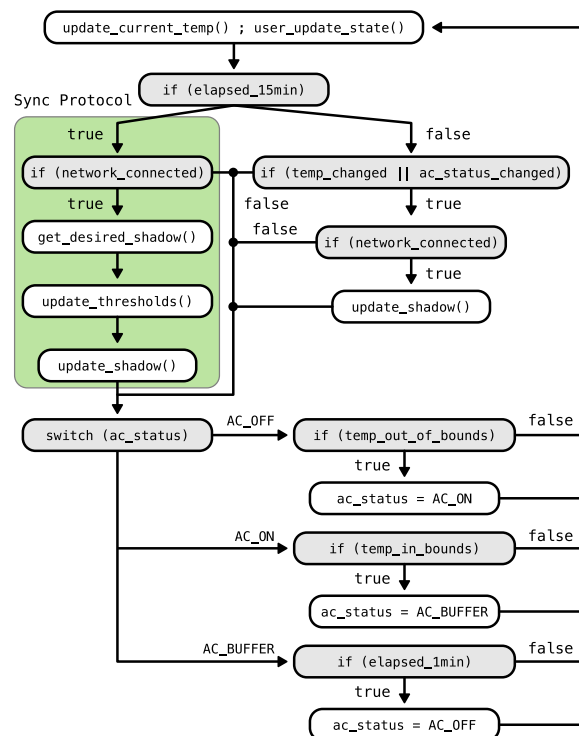 update_current_temp() ; user_update_state()
if (elapsed_15min)
Sync Protocol
true
false
if (network_connected)
if (temp_changed || ac_status_changed)
true
false
true
get_desired_shadow()
false
if (network_connected)
true
update_thresholds()
update_shadow()
update_shadow()
switch (ac_status)
AC_OFF
if (temp_out_of_bounds)
false
true
ac_status = AC_ON
AC_ON
if (temp_in_bounds)
false
true
ac_status = AC_BUFFER
AC_BUFFER
if (elapsed_1min)
false
true
ac_status = AC_OFF